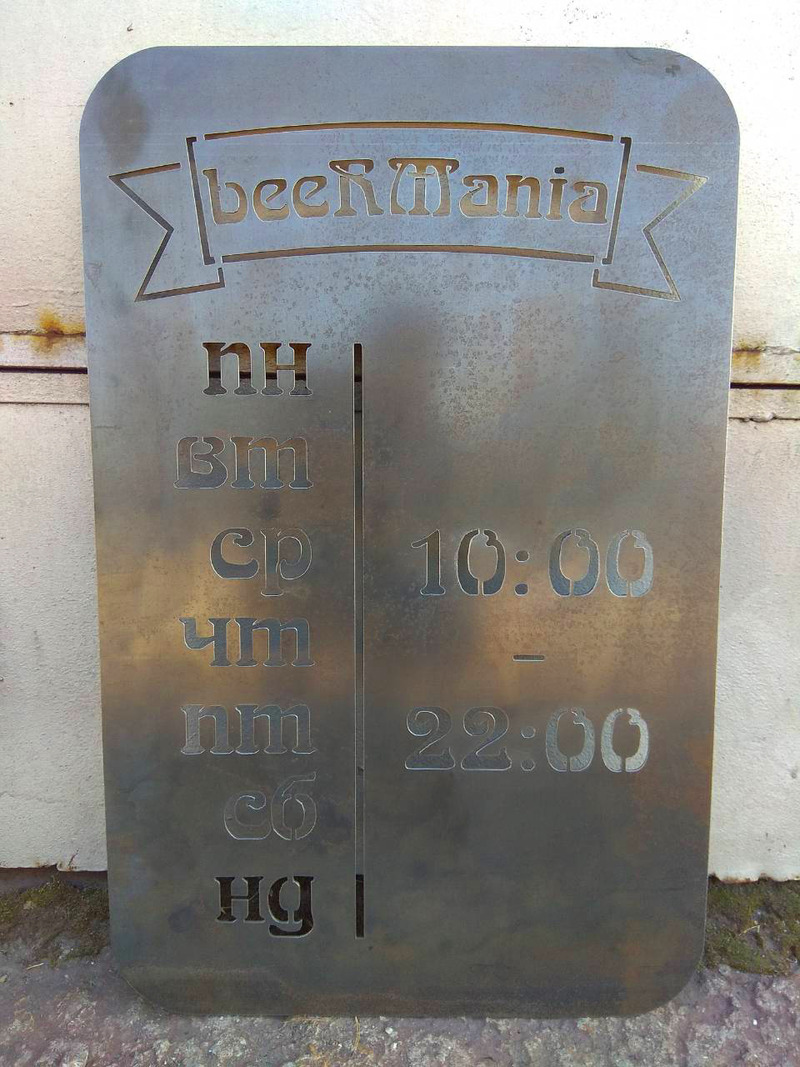 beerMania
пн
вт
ср
чт
пт
сб
нд
10:00
–
22:00